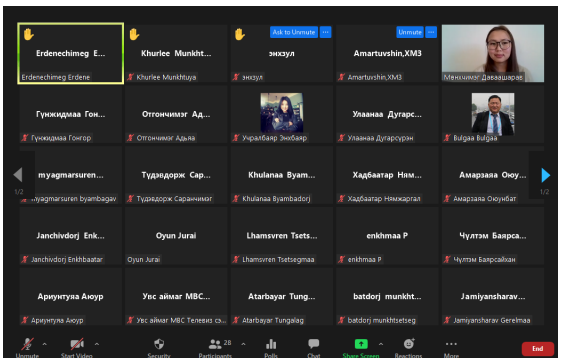 Ask to Unmute ···
Unmute ···
Erdenechimeg E...
Khurlee Munkht...
энхзул
Amartuvshin,ХМЗ
Erdenechimeg Erdene
Khurlee Munkhtuya
энхзул
Amartuvshin,ХМЗ
Мөнхчимэг Даваашарав
Гүнжидмаа Гон...
Отгончимэг Ад...
Улаанаа Дугарс...
Гүнжидмаа Гонгор
Отгончимэг Адьяа
Учралбаяр Энхбаяр
Улаанаа Дугарсүрэн
Bulgaa Bulgaa
myagmarsuren...
Түдэвдорж Сар...
Khulanaa Byam...
Хадбаатар Ням...
Амарзаяа Оюу...
1/2
1/2
myagmarsuren byambagav
Түдэвдорж Саранчимэг
Khulanaa Byambadorj
Хадбаатар Нямжаргал
Амарзаяа Оюунбат
Janchivdorj Enk...
Oyun Jurai
Lhamsvren Tsets...
enkhmaa P
Чүлтэм Баярса...
Janchivdorj Enkhbaatar
Oyun Jurai
Lhamsvren Tsetsegmaa
enkhmaa P
Чүлтэм Баярсайхан
Ариунтуяа Аюур
Увс аймаг МВС...
Atarbayar Tung...
batdorj munkht...
Jamiyansharav...
Ариунтуяа Аюур
Увс аймаг МВС Телевиз сэ...
Atarbayar Tungalag
batdorj munkhtsetseg
Jamiyansharav Gerelmaa
28
Unmute
Start Video
Security
Participants
Polls
Chat
Share Screen
Reactions
More
End